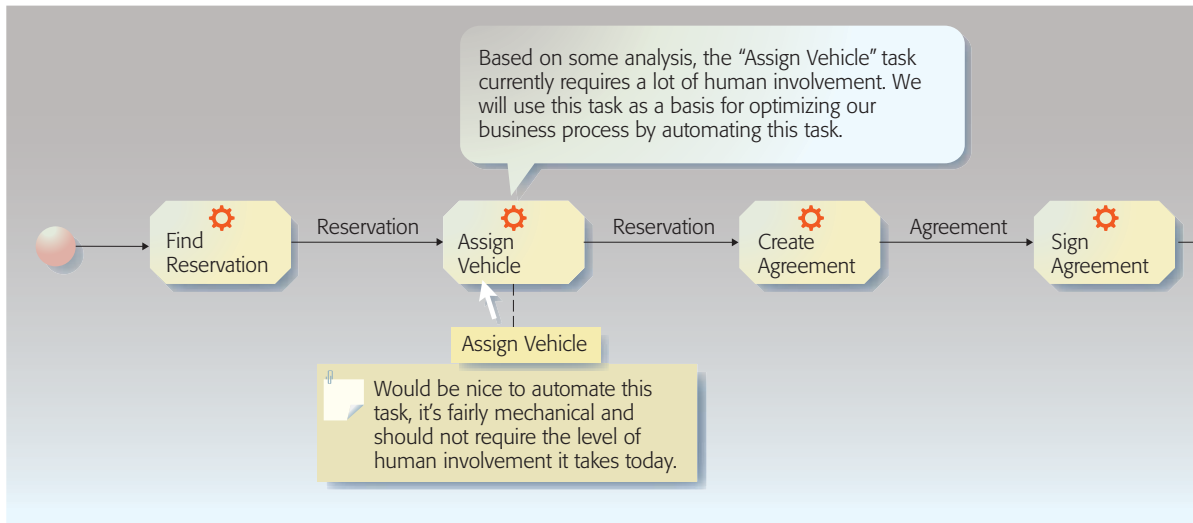 Based on some analysis, the “Assign Vehicle” task
currently requires a lot of human involvement. We
will use this task as a basis for optimizing our
business process by automating this task.
Find
Reservation
Reservation
Assign
Vehicle
Reservation
Create
Agreement
Agreement
Sign
Agreement
Assign Vehicle
Would be nice to automate this
task, it’s fairly mechanical and
should not require the level of
human involvement it takes today.